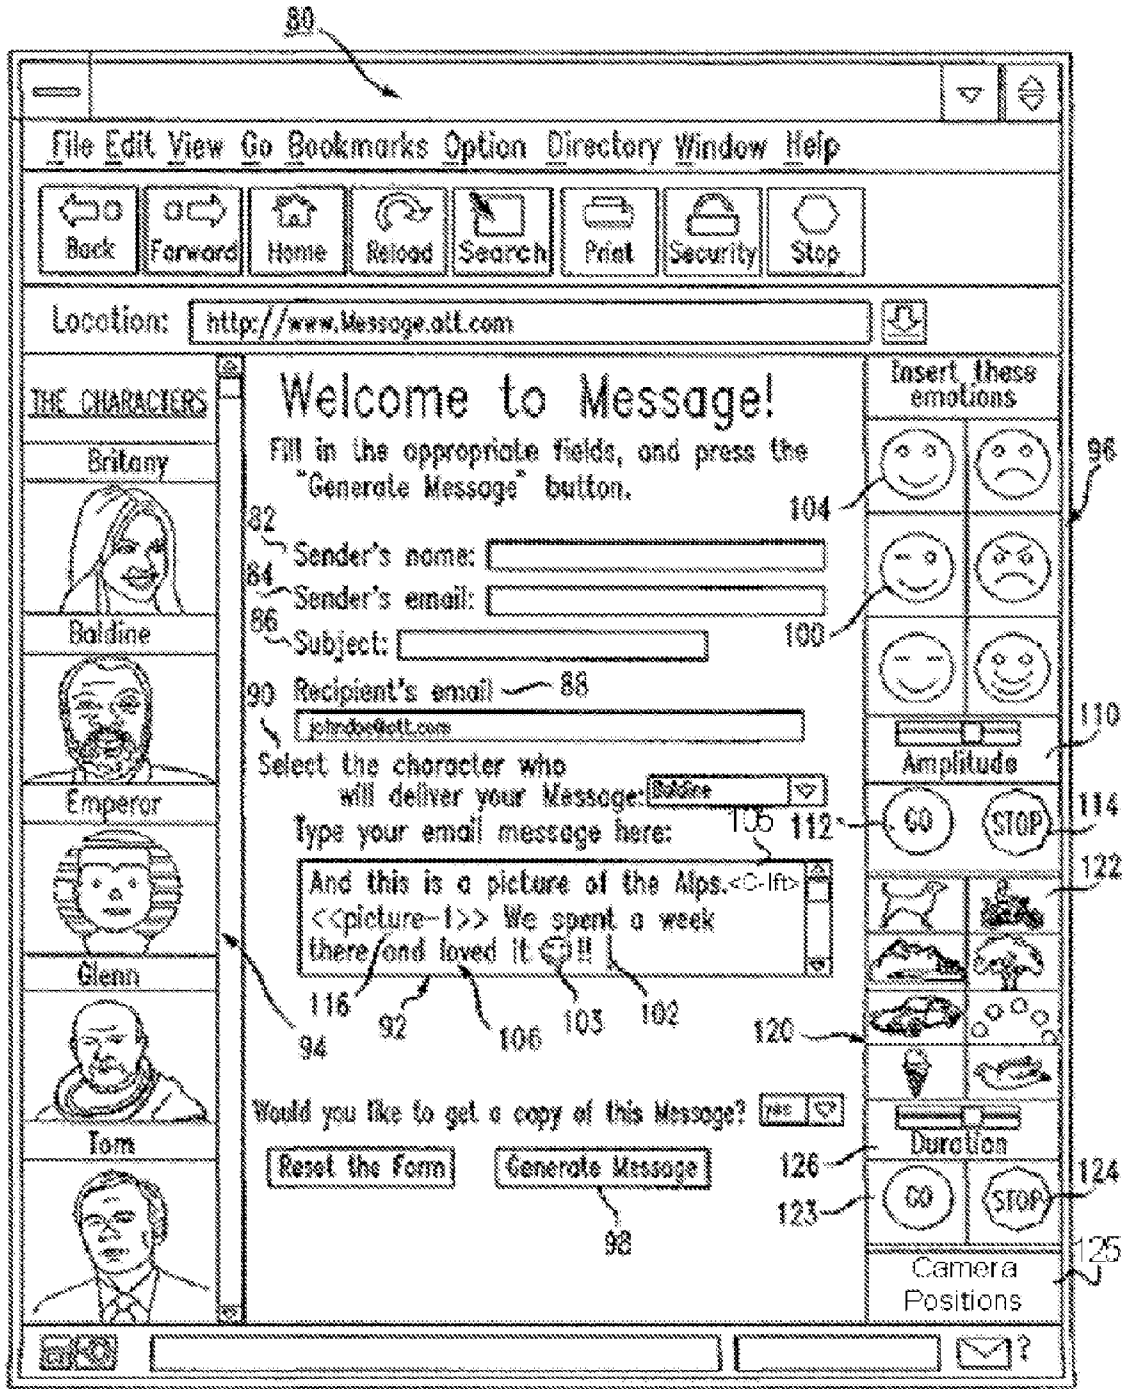 80
File Edit View Go Bookmarks Option Directory Window Help
Back Forward Home Reload Search Print Security Stop
Location: http://www.Message.att.com
THE CHARACTERS
Britany
Baldine
Emperor
Glenn
Tom
94
Welcome to Message!
Fill in the appropriate fields, and press the
"Generate Message" button.
82 Sender's name:
84 Sender's email:
86 Subject:
Recipient's email 88
90
johndoe@att.com
Select the character who
will deliver your Message: Baldine
Type your email message here: 105
And this is a picture of the Alps.<C-lft>
<<picture-1>> We spent a week
there and loved it !!
116 92 106 103 102
Would you like to get a copy of this Message? yes
Reset the Form Generate Message
98
Insert these
emotions
96
104
100
110
Amplitude
112 GO STOP 114
122
120
Duration
126
123 GO STOP 124
125
Camera
Positions
?